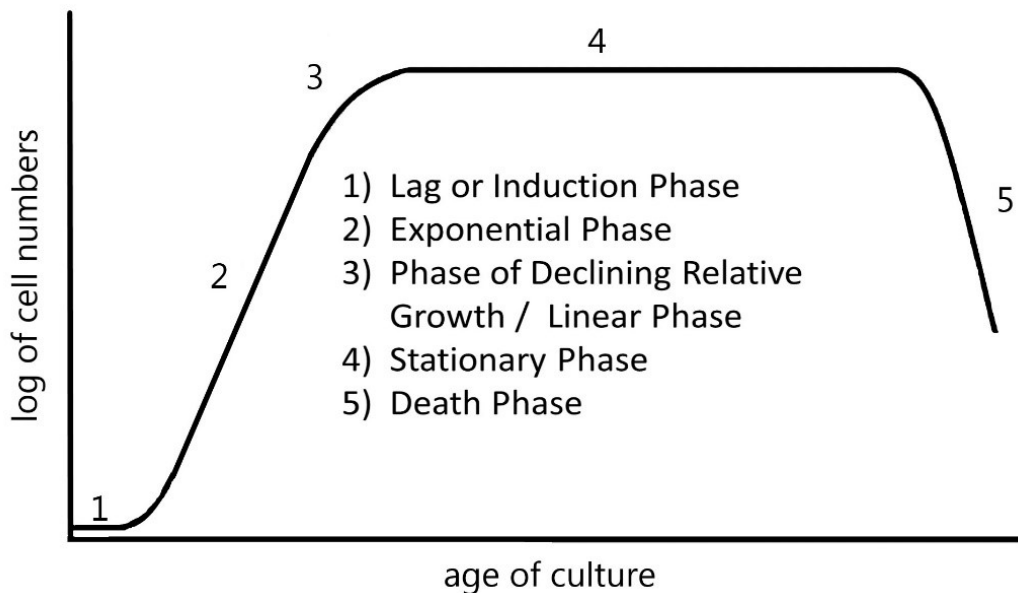 4
3
1) Lag or Induction Phase
2) Exponential Phase
3) Phase of Declining Relative
Growth / Linear Phase
4) Stationary Phase
5) Death Phase
5
2
1
log of cell numbers
age of culture